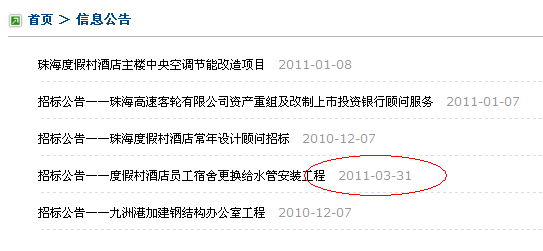 首页 > 信息公告
珠海度假村酒店主楼中央空调节能改造项目 2011-01-08
招标公告——珠海高速客轮有限公司资产重组及改制上市投资银行顾问服务 2011-01-07
招标公告——珠海度假村酒店常年设计顾问招标 2010-12-07
招标公告——度假村酒店员工宿舍更换给水管安装工程 2011-03-31
招标公告——九洲港加建钢结构办公室工程 2010-12-07